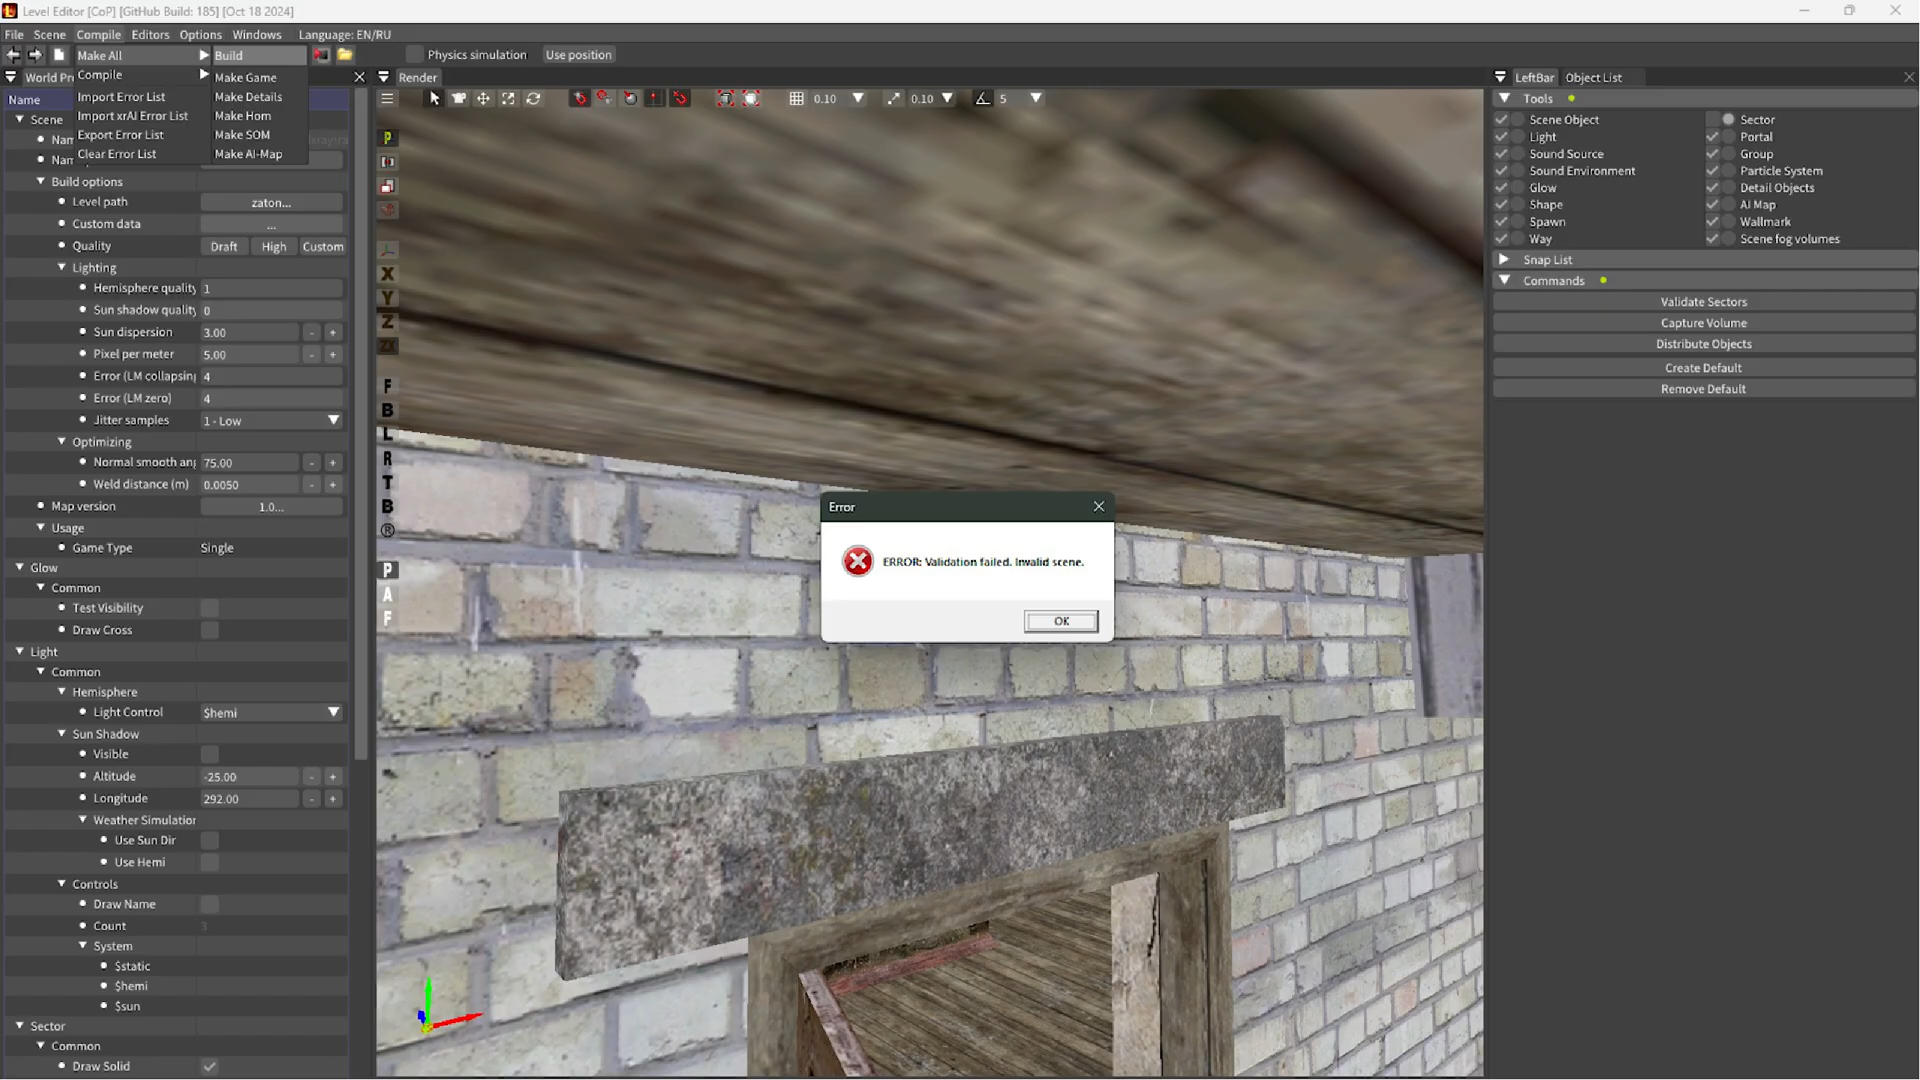 Level Editor [CoP] [GitHub Build: 185] [Oct 18 2024]
File Scene Compile Editors Options Windows Language: EN/RU
Make All Build Physics simulation Use position
World Pr Compile Make Game Render LeftBar Object List
Name Import Error List Make Details 0.10 0.10 5 Tools
Scene Import xrAI Error List Make Hom Scene Object Sector
Nam Export Error List Make SOM Light Portal
Nam Clear Error List Make AI-Map Sound Source Group
Sound Environment Particle System
Build options Glow Detail Objects
Level path zaton... Shape AI Map
Custom data ... Spawn Wallmark
Quality Draft High Custom Way Scene fog volumes
Lighting Snap List
Hemisphere quality 1 X Commands
Sun shadow quality 0 Y Validate Sectors
Sun dispersion 3.00 - + Z Capture Volume
Pixel per meter 5.00 - + ZX Distribute Objects
Error (LM collapsing 4 F Create Default
Error (LM zero) 4 B Remove Default
Jitter samples 1 - Low L
Optimizing R
Normal smooth ang 75.00 - + T
Weld distance (m) 0.0050 - + B
Map version 1.0... Error
Usage ®
Game Type Single
Glow P ERROR: Validation failed. Invalid scene.
Common A
Test Visibility F OK
Draw Cross
Light
Common
Hemisphere
Light Control $hemi
Sun Shadow
Visible
Altitude -25.00 - +
Longitude 292.00 - +
Weather Simulation
Use Sun Dir
Use Hemi
Controls
Draw Name
Count 3
System
$static
$hemi
$sun
Sector
Common
Draw Solid